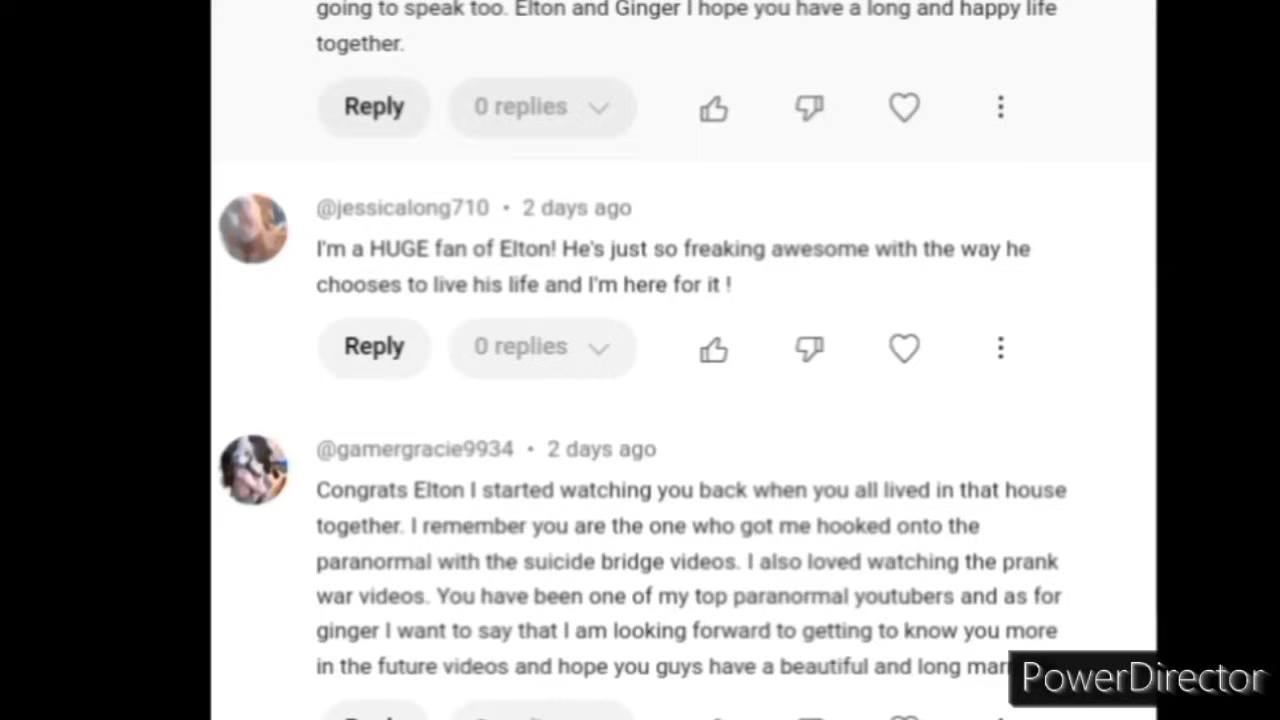 going to speak too. Elton and Ginger I hope you have a long and happy life
together.
Reply 0 replies
@jessicalong710 • 2 days ago
I'm a HUGE fan of Elton! He's just so freaking awesome with the way he
chooses to live his life and I'm here for it !
Reply 0 replies
@gamergracie9934 • 2 days ago
Congrats Elton I started watching you back when you all lived in that house
together. I remember you are the one who got me hooked onto the
paranormal with the suicide bridge videos. I also loved watching the prank
war videos. You have been one of my top paranormal youtubers and as for
ginger I want to say that I am looking forward to getting to know you more
in the future videos and hope you guys have a beautiful and long
PowerDirector